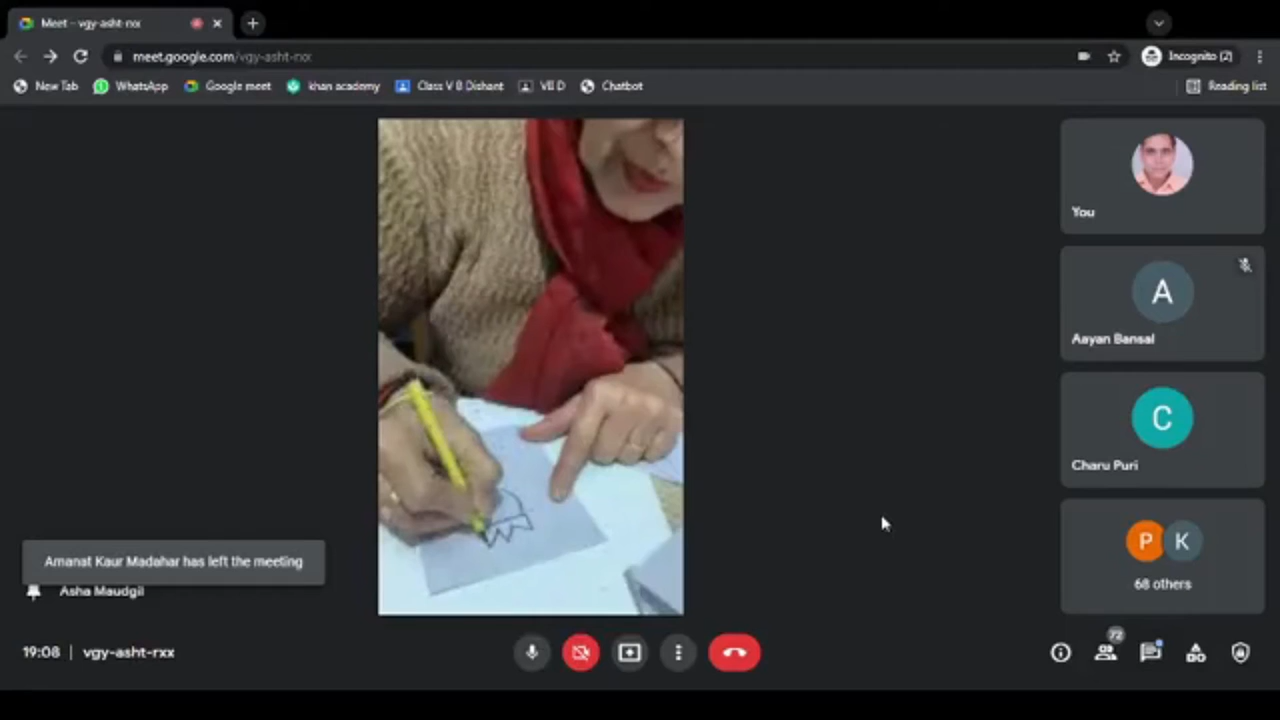 Meet - vgy-asht-rxx
meet.google.com/vgy-asht-rxx
Incognito (2)
New Tab
WhatsApp
Google meet
khan academy
Class V B Dishant
VII D
Chatbot
Reading list
You
A
Aayan Bansal
C
Charu Puri
P K
68 others
Amanat Kaur Madahar has left the meeting
Asha Maudgil
19:08 | vgy-asht-rxx
72